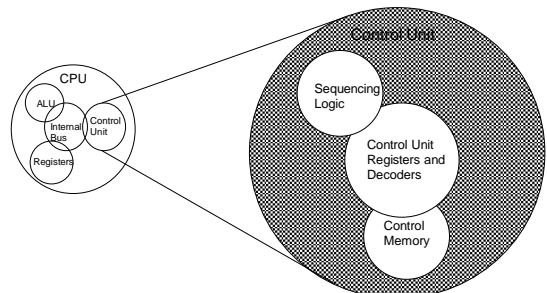 CPU
ALU
Internal
Bus
Control
Unit
Registers
Control Unit
Sequencing
Logic
Control Unit
Registers and
Decoders
Control
Memory